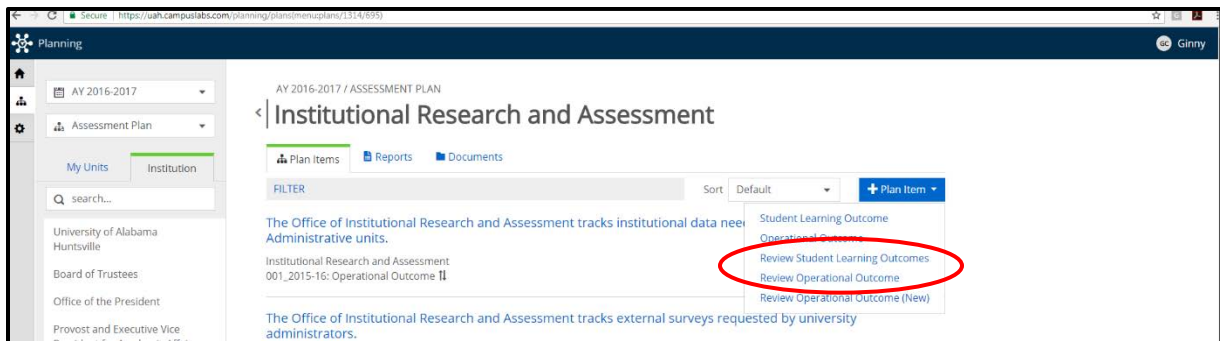 Secure | https://uah.campuslabs.com/planning/plans(menu:plans/1314/695)
Planning
GC Ginny
AY 2016-2017
Assessment Plan
My Units Institution
search...
University of Alabama
Huntsville
Board of Trustees
Office of the President
Provost and Executive Vice
AY 2016-2017 / ASSESSMENT PLAN
Institutional Research and Assessment
Plan Items Reports Documents
FILTER Sort Default + Plan Item
Student Learning Outcome
Operational Outcome
Review Student Learning Outcomes
Review Operational Outcome
Review Operational Outcome (New)
The Office of Institutional Research and Assessment tracks institutional data nee
Administrative units.
Institutional Research and Assessment
001_2015-16: Operational Outcome
The Office of Institutional Research and Assessment tracks external surveys requested by university
administrators.